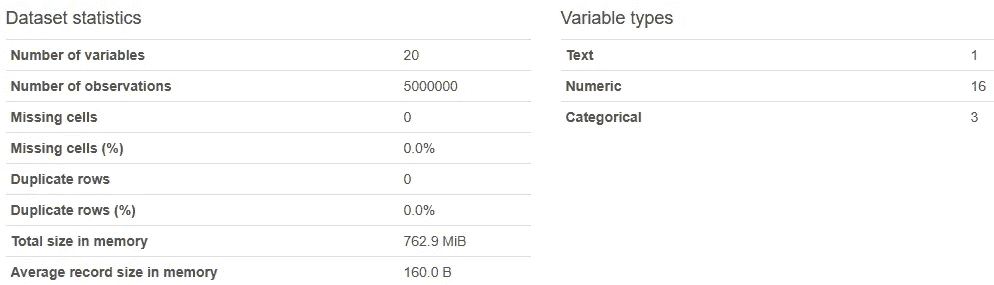 Dataset statistics
Number of variables 20
Number of observations 5000000
Missing cells 0
Missing cells (%) 0.0%
Duplicate rows 0
Duplicate rows (%) 0.0%
Total size in memory 762.9 MiB
Average record size in memory 160.0 B
Variable types
Text 1
Numeric 16
Categorical 3